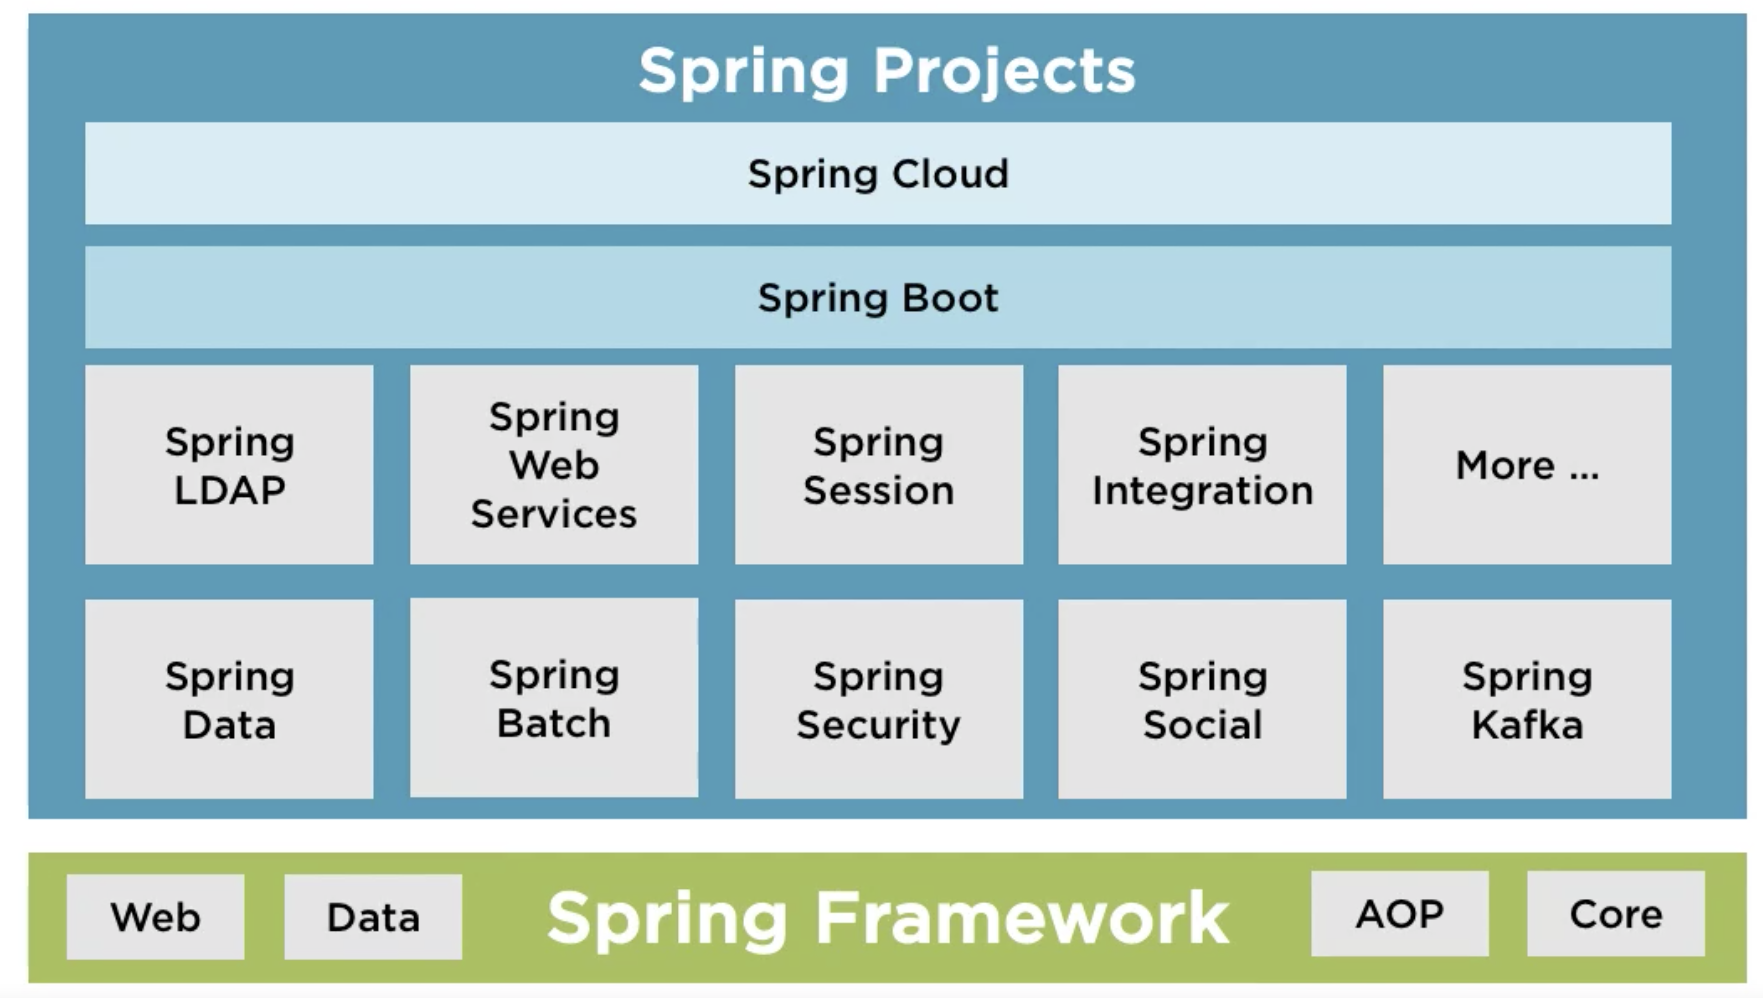 Spring Projects
Spring Cloud
Spring Boot
Spring
LDAP
Spring
Web
Services
Spring
Session
Spring
Integration
More ...
Spring
Data
Spring
Batch
Spring
Security
Spring
Social
Spring
Kafka
Web
Data
Spring Framework
AOP
Core